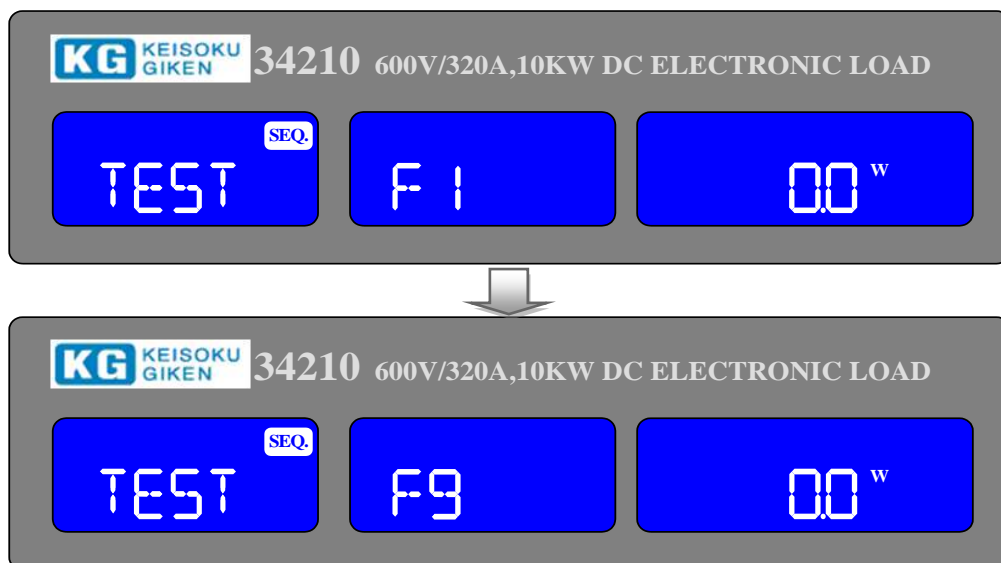 KG KEISOKU GIKEN 34210 600V/320A,10KW DC ELECTRONIC LOAD
SEQ.
TEST F1 0.0 W
KG KEISOKU GIKEN 34210 600V/320A,10KW DC ELECTRONIC LOAD
SEQ.
TEST F9 0.0 W